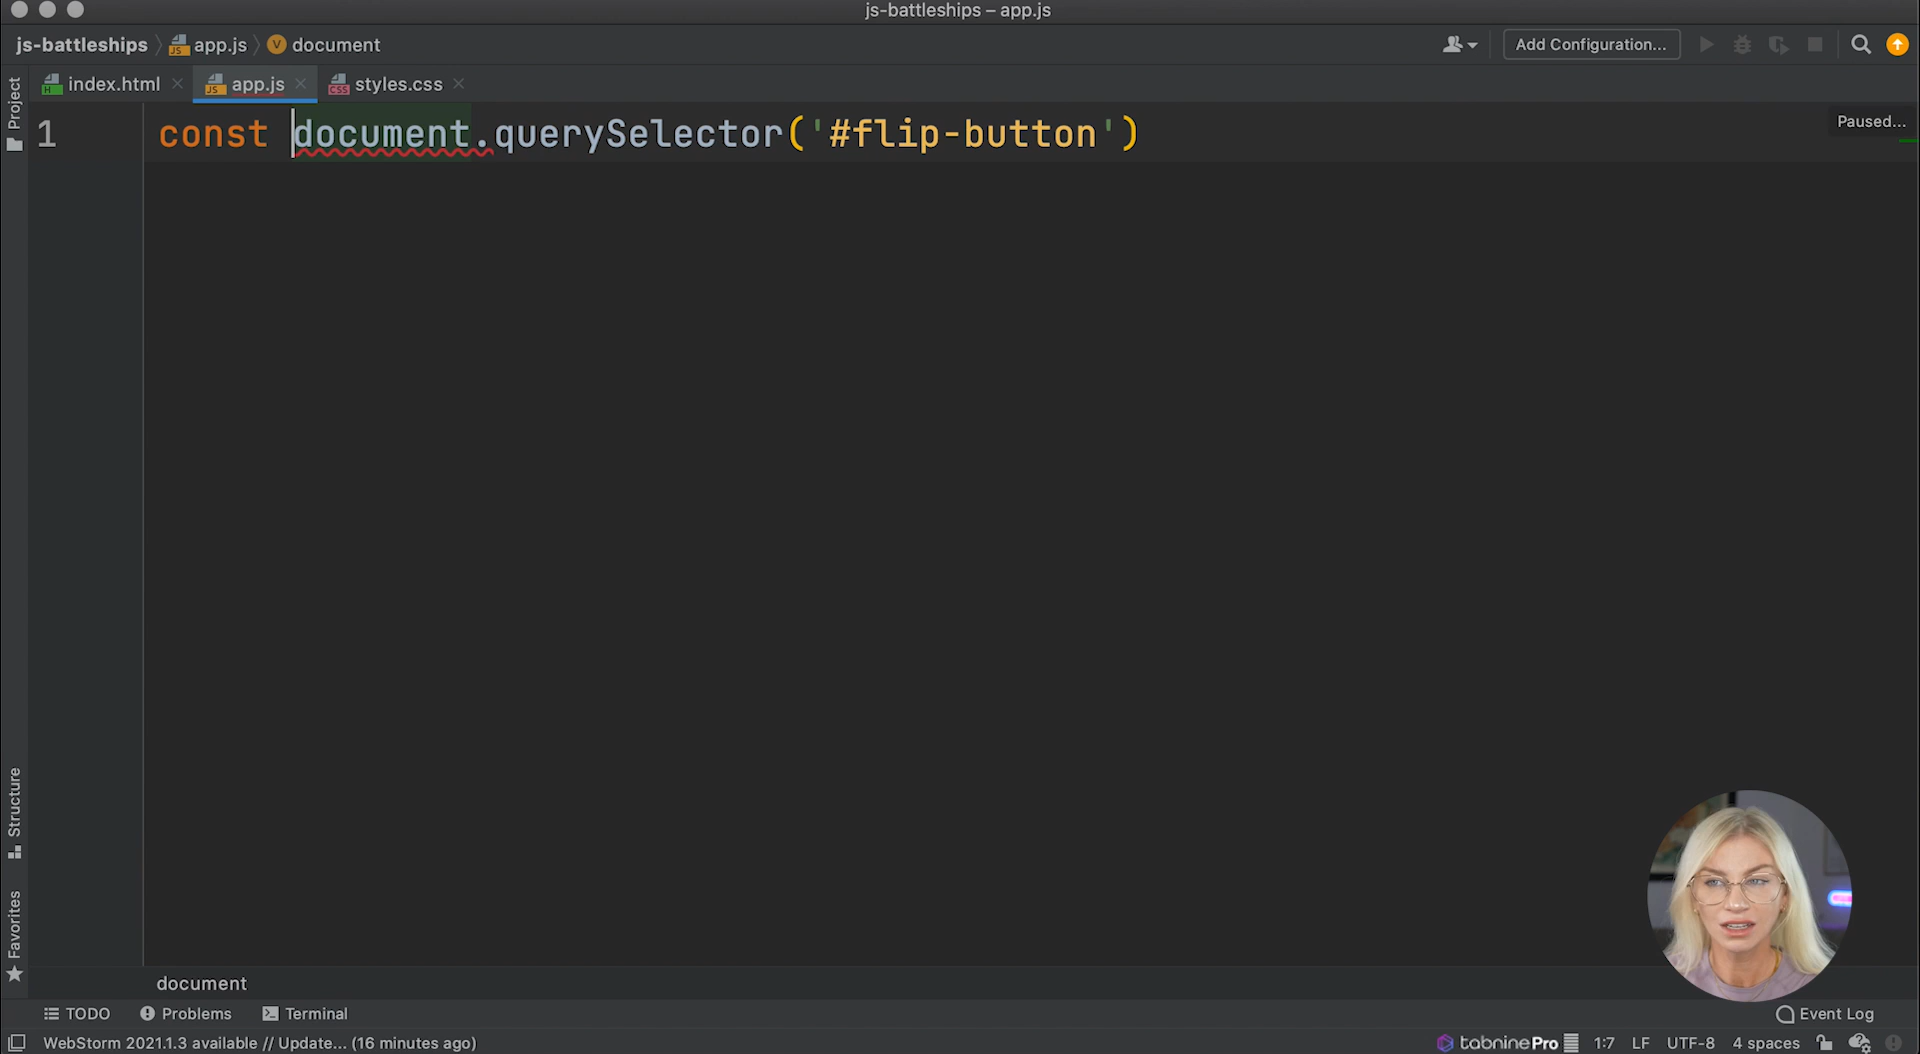 js-battleships – app.js
js-battleships app.js document
Add Configuration...
index.html app.js styles.css
Project
1 const document.querySelector('#flip-button')
Paused...
Structure
Favorites
document
TODO Problems Terminal Event Log
WebStorm 2021.1.3 available // Update... (16 minutes ago) tabnine Pro 1:7 LF UTF-8 4 spaces